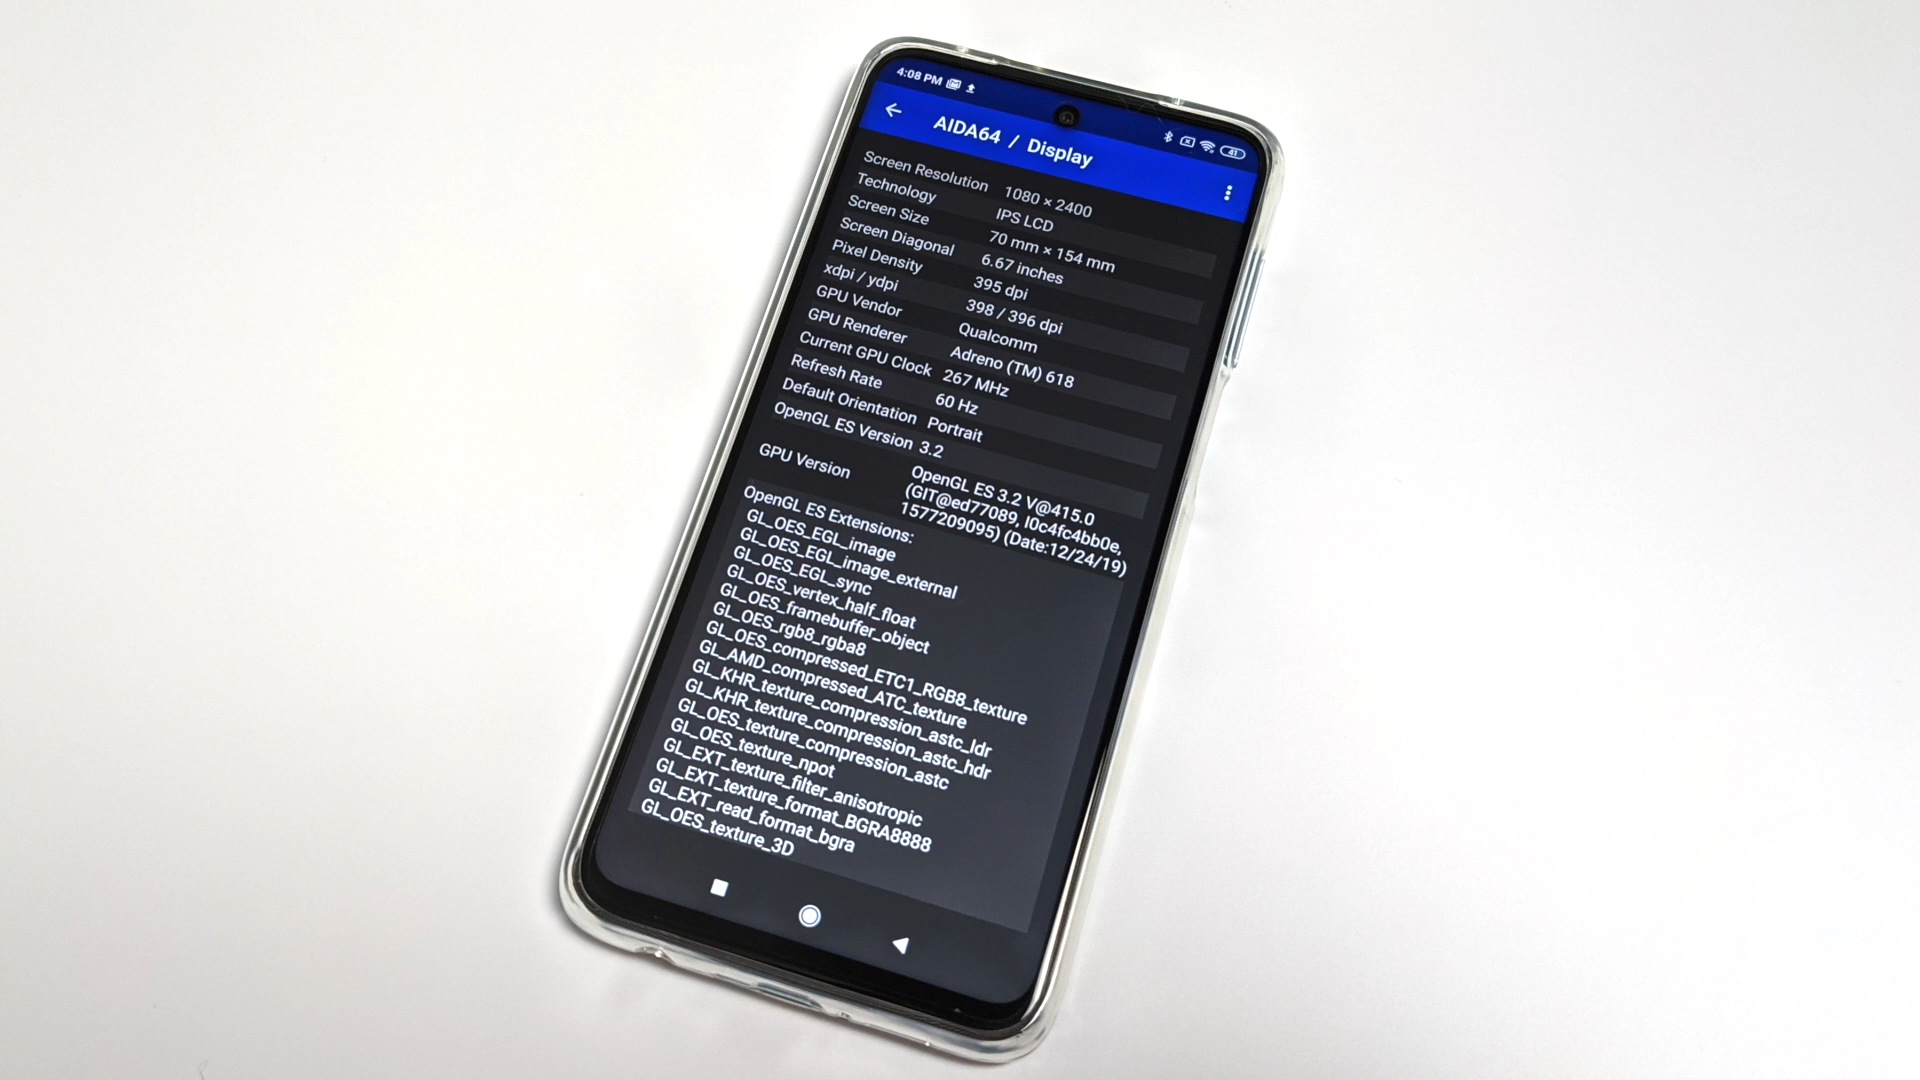 4:08 PM
41
AIDA64 / Display
Screen Resolution 1080 × 2400
Technology IPS LCD
Screen Size 70 mm × 154 mm
Screen Diagonal 6.67 inches
Pixel Density 395 dpi
xdpi / ydpi 398 / 396 dpi
GPU Vendor Qualcomm
GPU Renderer Adreno (TM) 618
Current GPU Clock 267 MHz
Refresh Rate 60 Hz
Default Orientation Portrait
OpenGL ES Version 3.2
GPU Version OpenGL ES 3.2 V@415.0
(GIT@ed77089, I0c4fc4bb0e,
1577209095) (Date:12/24/19)
OpenGL ES Extensions:
GL_OES_EGL_image
GL_OES_EGL_image_external
GL_OES_EGL_sync
GL_OES_vertex_half_float
GL_OES_framebuffer_object
GL_OES_rgb8_rgba8
GL_OES_compressed_ETC1_RGB8_texture
GL_AMD_compressed_ATC_texture
GL_KHR_texture_compression_astc_ldr
GL_KHR_texture_compression_astc_hdr
GL_OES_texture_compression_astc
GL_OES_texture_npot
GL_EXT_texture_filter_anisotropic
GL_EXT_texture_format_BGRA8888
GL_EXT_read_format_bgra
GL_OES_texture_3D